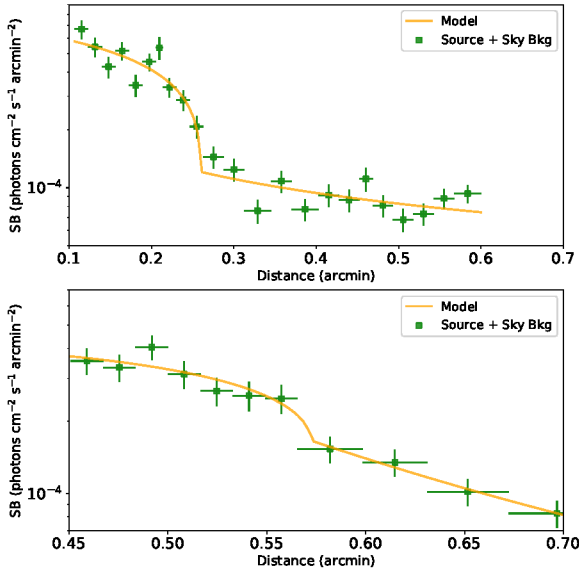 SB (photons cm⁻² s⁻¹ arcmin⁻²)
Model
Source + Sky Bkg
10⁻⁴
0.1 0.2 0.3 0.4 0.5 0.6 0.7
Distance (arcmin)
SB (photons cm⁻² s⁻¹ arcmin⁻²)
Model
Source + Sky Bkg
10⁻⁴
0.45 0.50 0.55 0.60 0.65 0.70
Distance (arcmin)